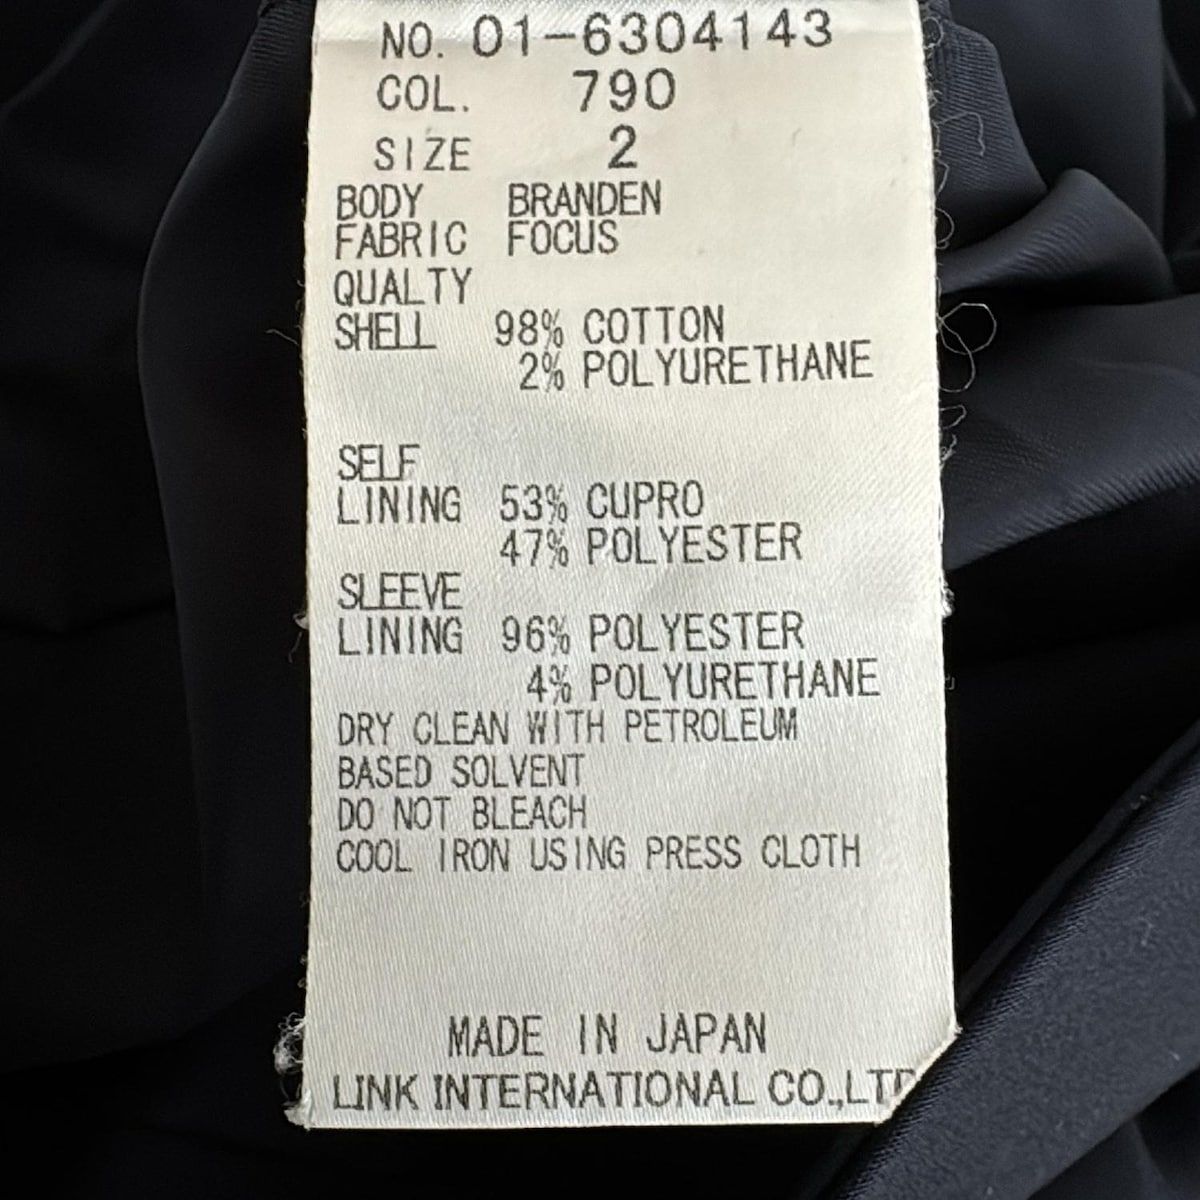 NO. 01-6304143
COL. 790
SIZE 2
BODY BRANDEN
FABRIC FOCUS
QUALTY
SHELL 98% COTTON
2% POLYURETHANE
SELF
LINING 53% CUPRO
47% POLYESTER
SLEEVE
LINING 96% POLYESTER
4% POLYURETHANE
DRY CLEAN WITH PETROLEUM
BASED SOLVENT
DO NOT BLEACH
COOL IRON USING PRESS CLOTH
MADE IN JAPAN
LINK INTERNATIONAL CO.,LTD